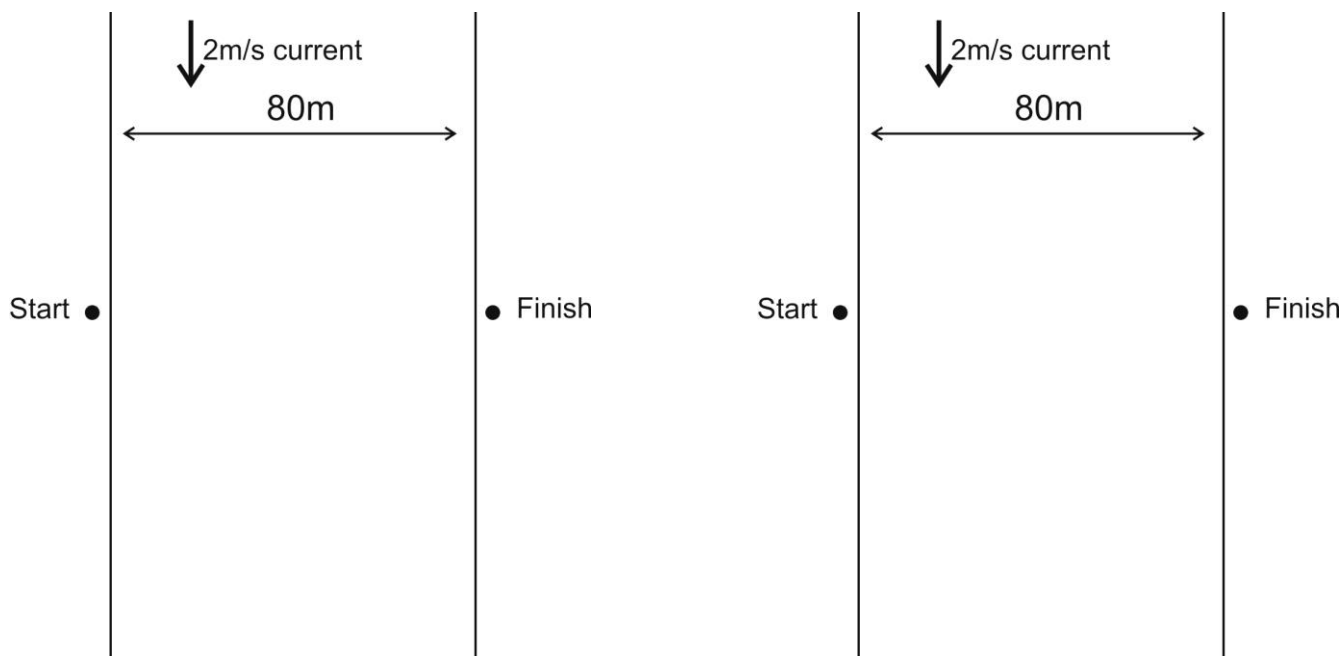 2m/s current
80m
Start
Finish
2m/s current
80m
Start
Finish